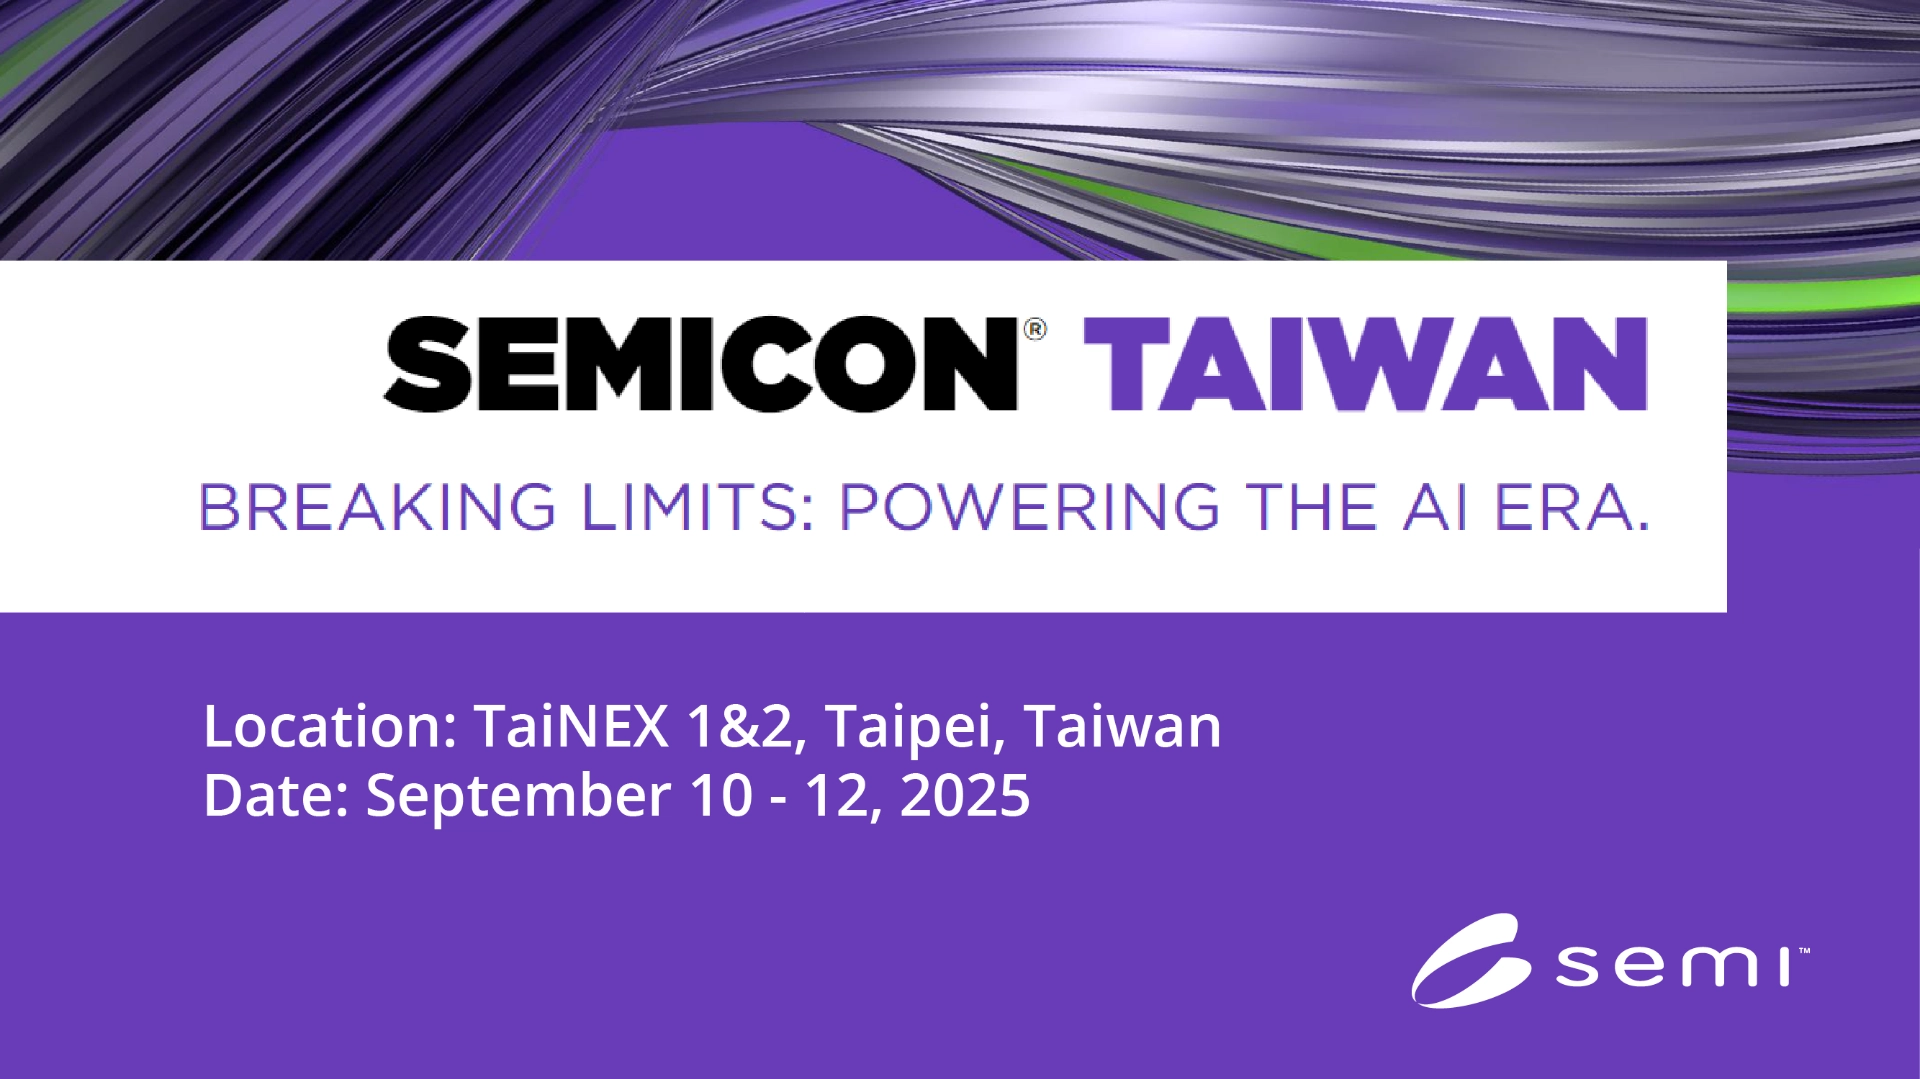 SEMICON® TAIWAN
BREAKING LIMITS: POWERING THE AI ERA.
Location: TaiNEX 1&2, Taipei, Taiwan
Date: September 10 - 12, 2025
semi™